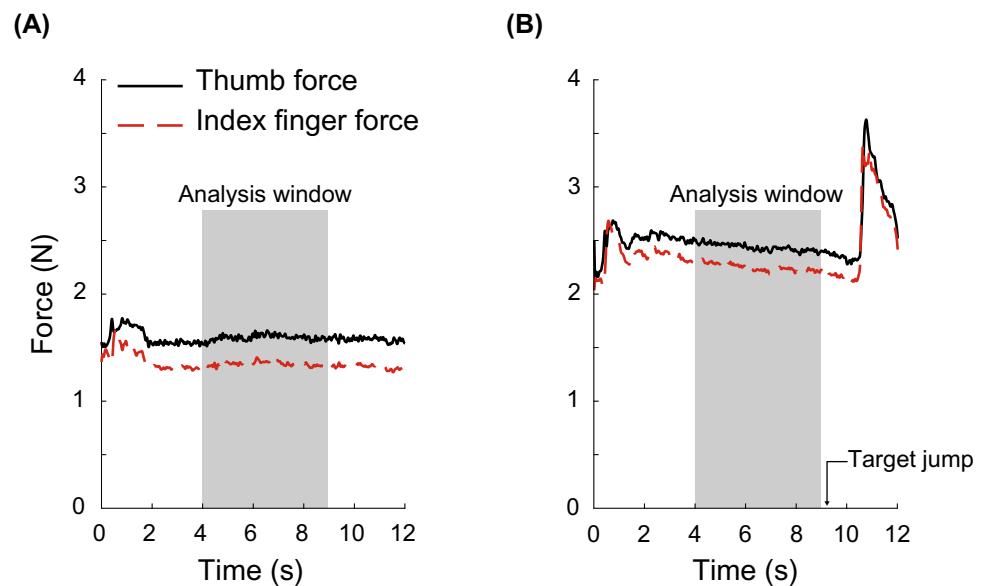 (A)
(B)
4
3
2
1
0
Force (N)
Thumb force
Index finger force
Analysis window
0 2 4 6 8 10 12
Time (s)
4
3
2
1
0
Analysis window
Target jump
0 2 4 6 8 10 12
Time (s)